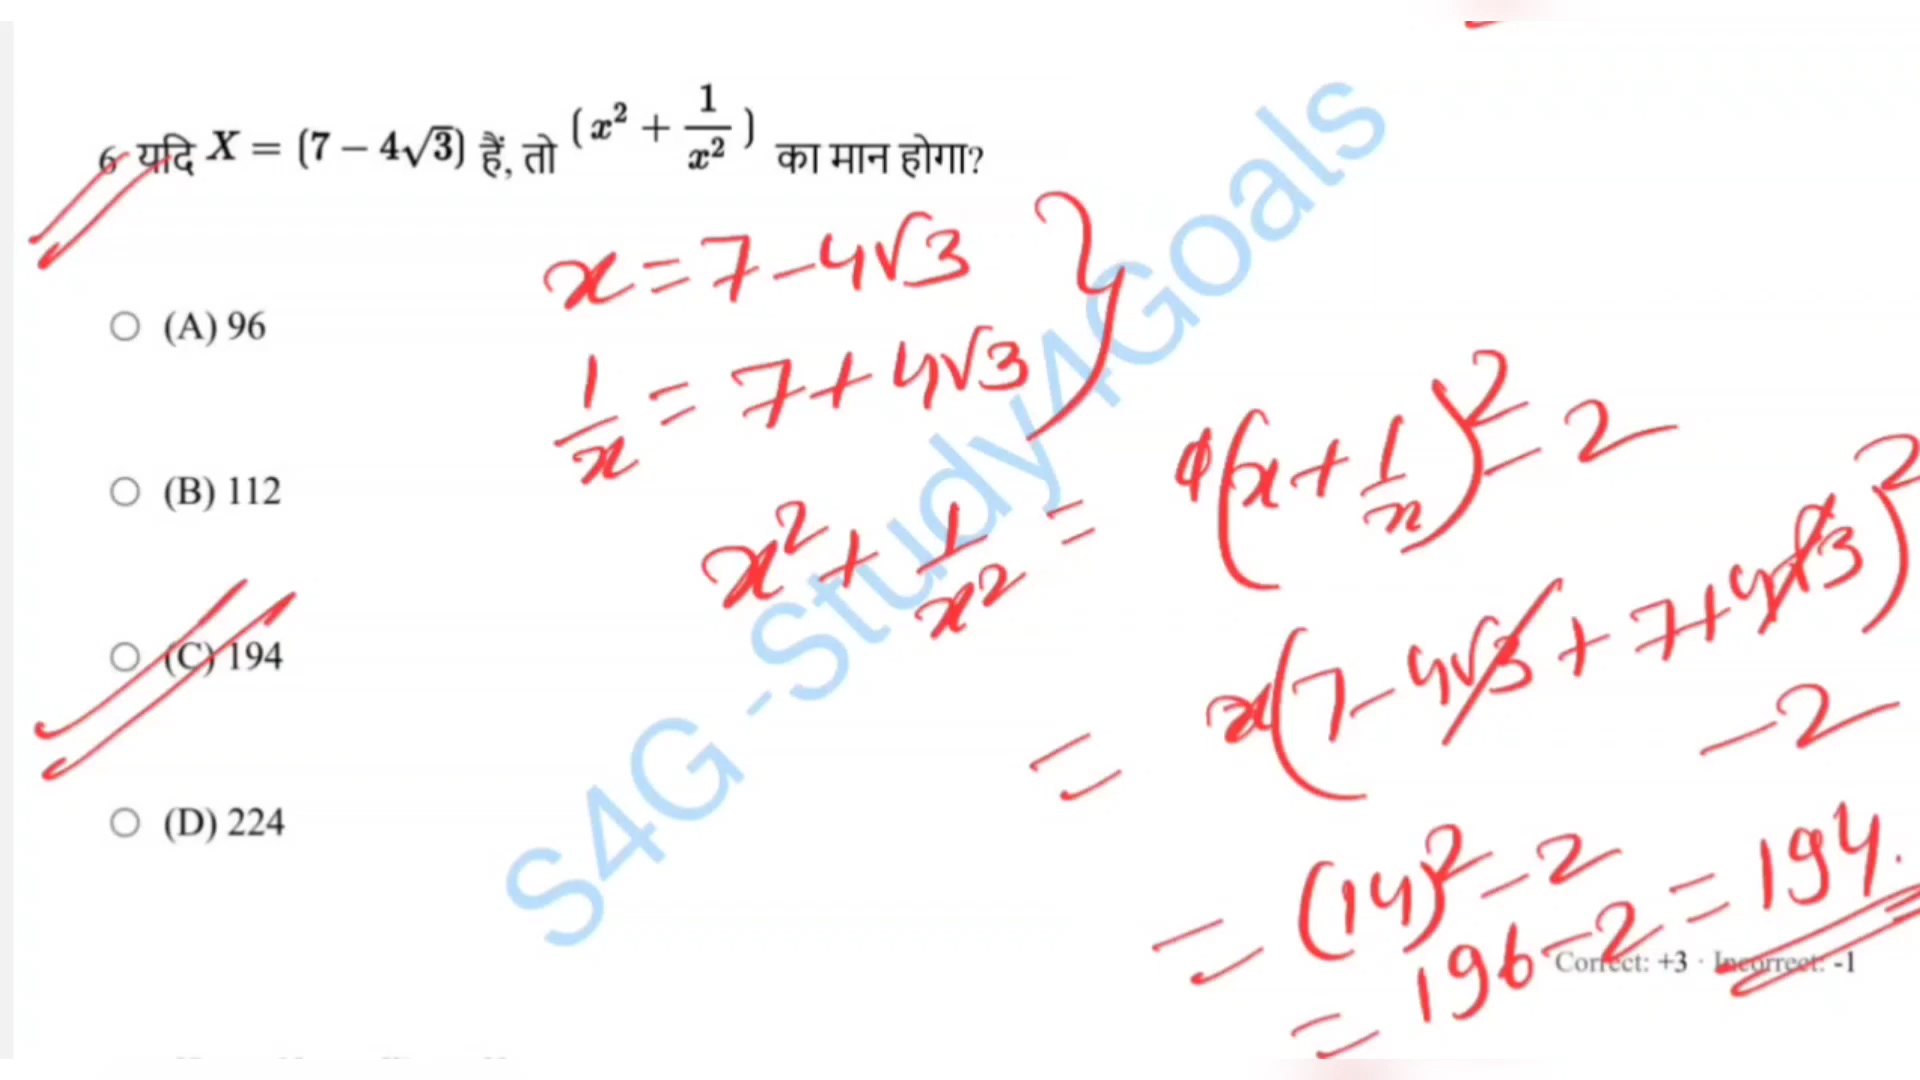 6 यदि X = (7 − 4√3) हैं, तो (x² + 1/x²) का मान होगा?
x = 7 − 4√3
(A) 96
1/x = 7 + 4√3
(B) 112
x² + 1/x² = (x + 1/x)² − 2
(C) 194
= (7 − 4√3 + 7 + 4√3)² − 2
(D) 224
= (14)² − 2
= 196 − 2 = 194.
Correct: +3 · Incorrect: -1
S4G -Study4Goals